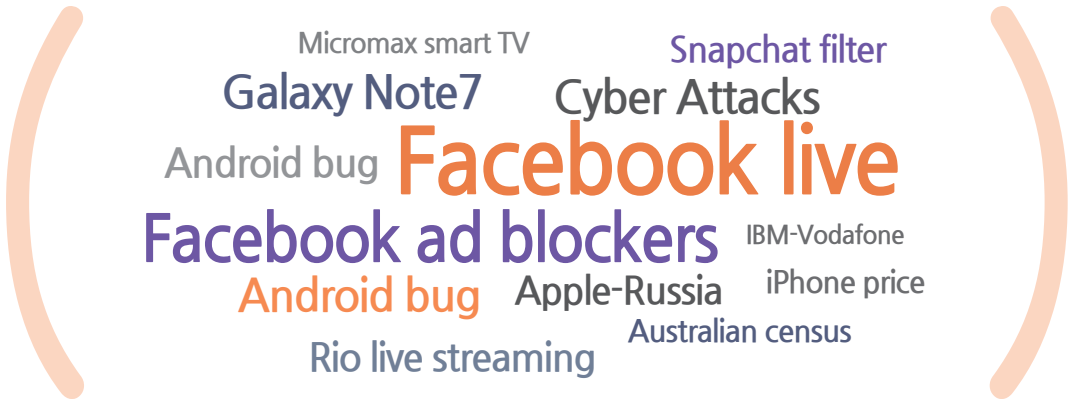 Micromax smart TV
Snapchat filter
Galaxy Note7
Cyber Attacks
Android bug
Facebook live
Facebook ad blockers
IBM-Vodafone
Android bug
Apple-Russia
iPhone price
Australian census
Rio live streaming